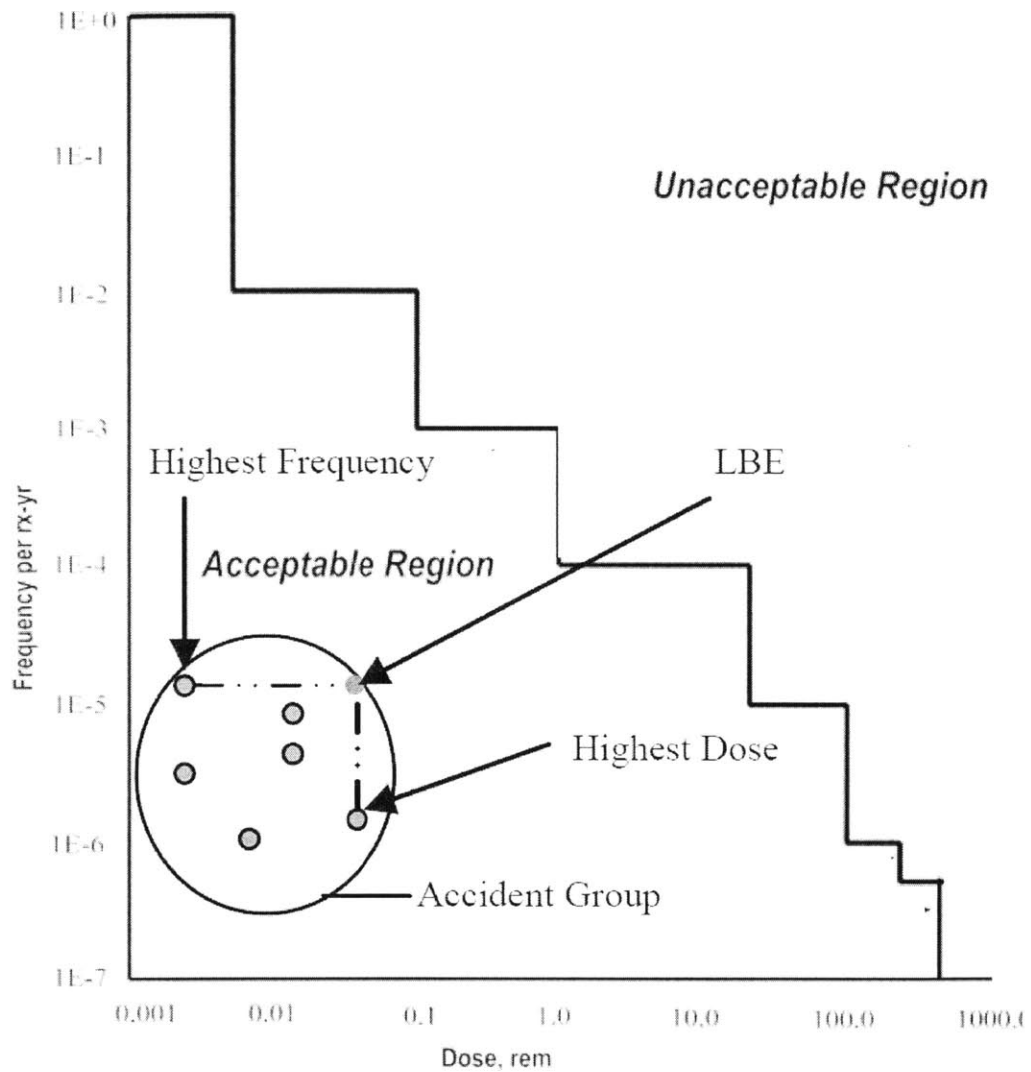 1E+0
1E-1
Unacceptable Region
1E-2
1E-3
Highest Frequency
LBE
1E-4
Acceptable Region
Frequency per rx-yr
1E-5
Highest Dose
1E-6
Accident Group
1E-7
0.001 0.01 0.1 1.0 10.0 100.0 1000.0
Dose, rem